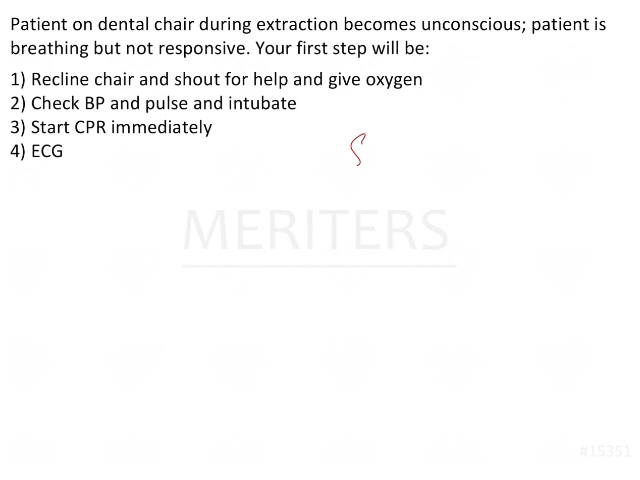 Patient on dental chair during extraction becomes unconscious; patient is
breathing but not responsive. Your first step will be:
1) Recline chair and shout for help and give oxygen
2) Check BP and pulse and intubate
3) Start CPR immediately
4) ECG
MERITERS
#15351